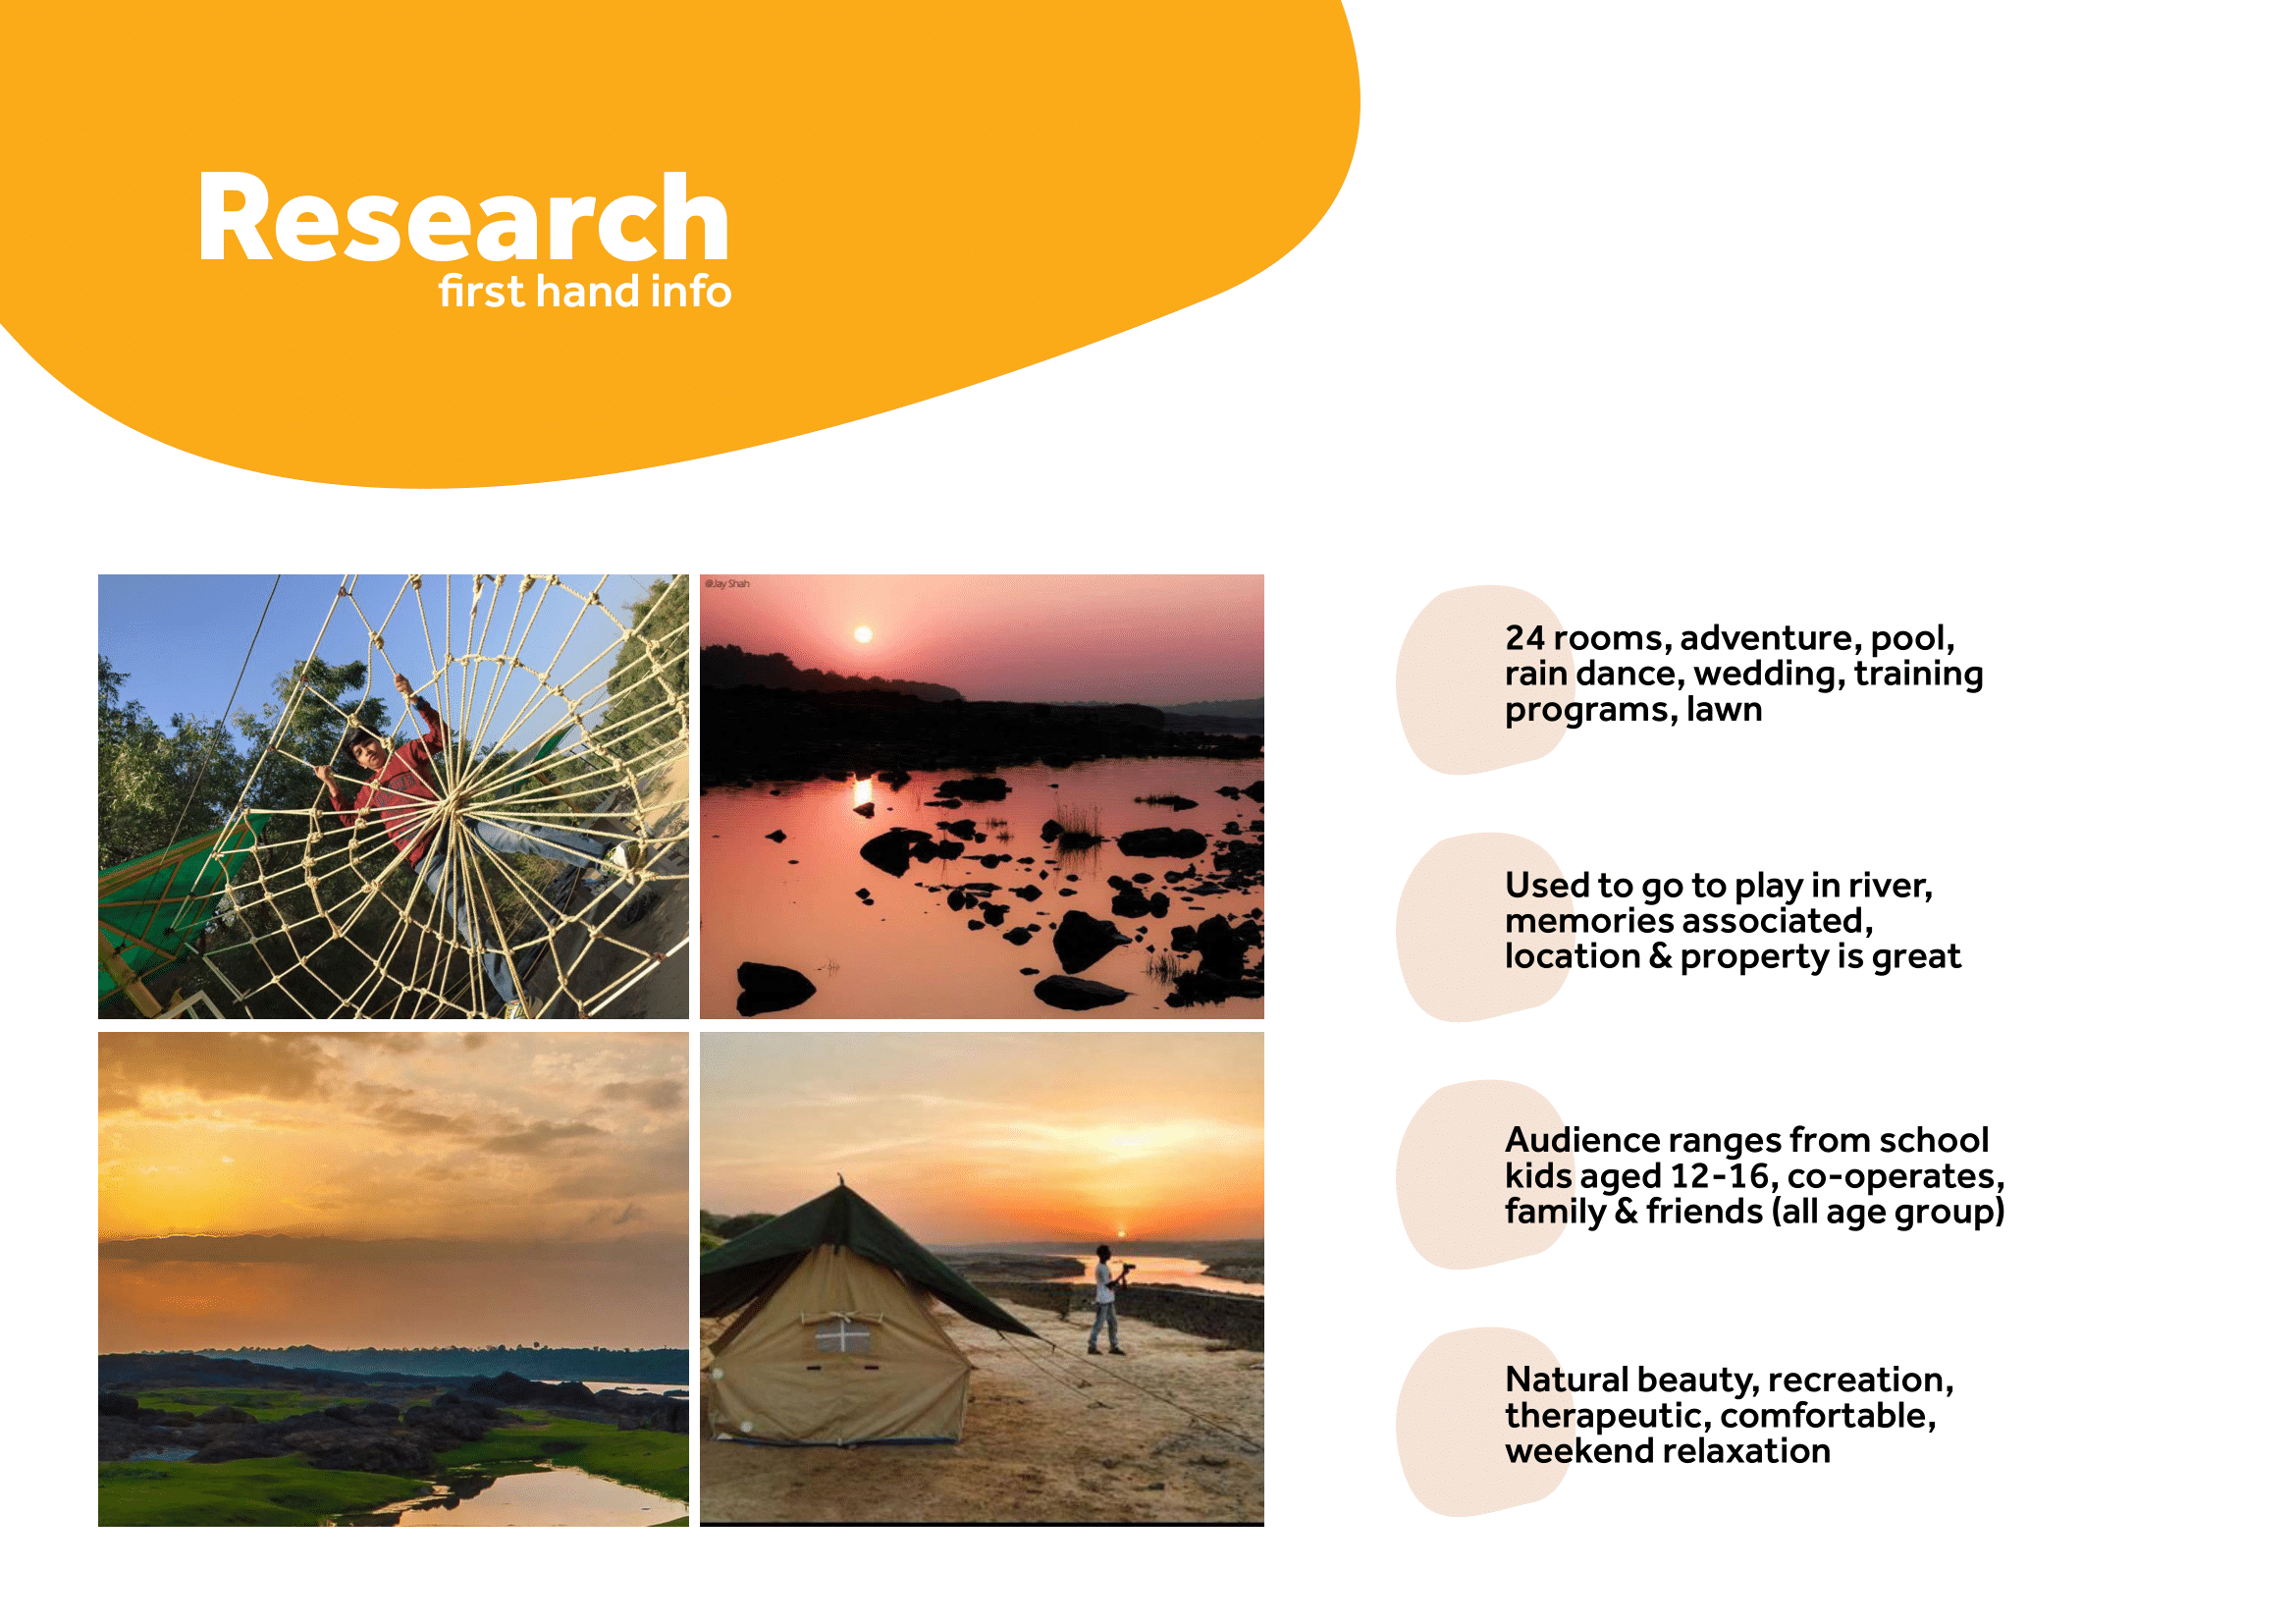 Research
first hand info
@Jay Shah
24 rooms, adventure, pool,
rain dance, wedding, training
programs, lawn
Used to go to play in river,
memories associated,
location & property is great
Audience ranges from school
kids aged 12-16, co-operates,
family & friends (all age group)
Natural beauty, recreation,
therapeutic, comfortable,
weekend relaxation